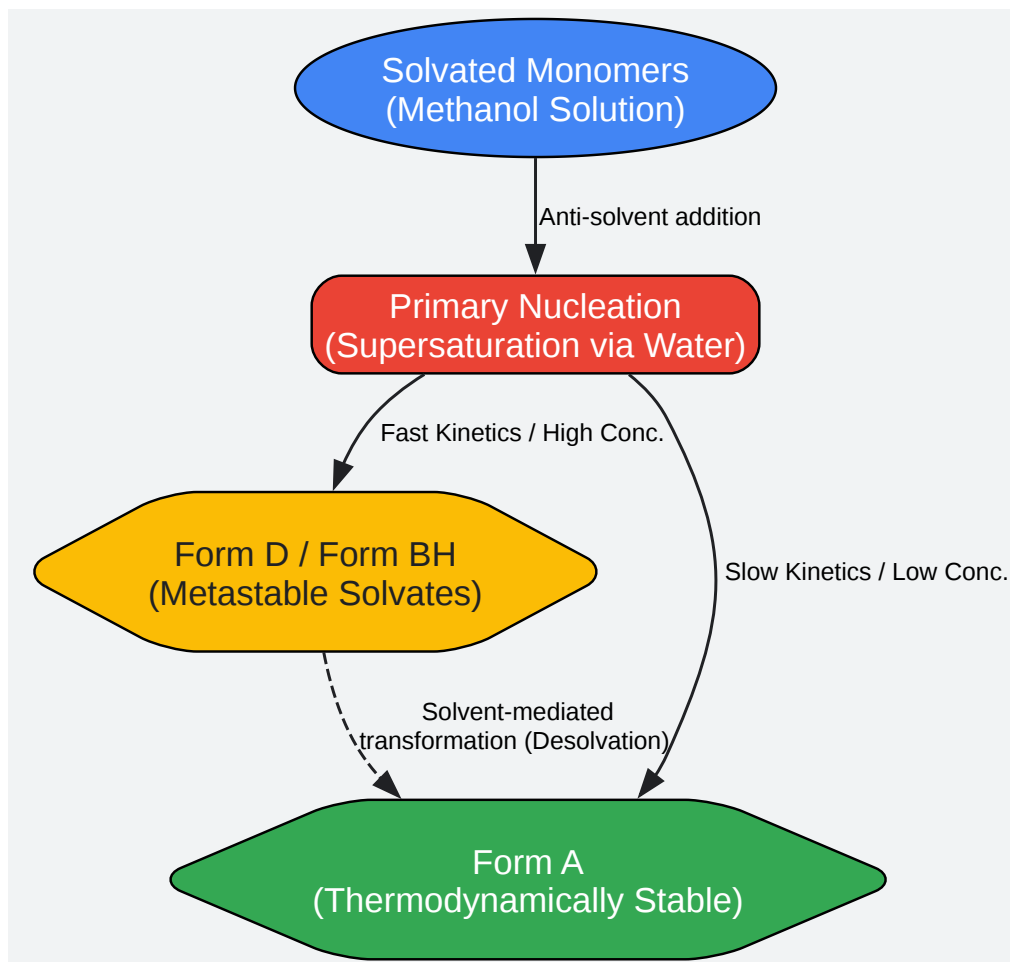 Solvated Monomers
(Methanol Solution)
Anti-solvent addition
Primary Nucleation
(Supersaturation via Water)
Fast Kinetics / High Conc.
Form D / Form BH
(Metastable Solvates)
Slow Kinetics / Low Conc.
Solvent-mediated
transformation (Desolvation)
Form A
(Thermodynamically Stable)